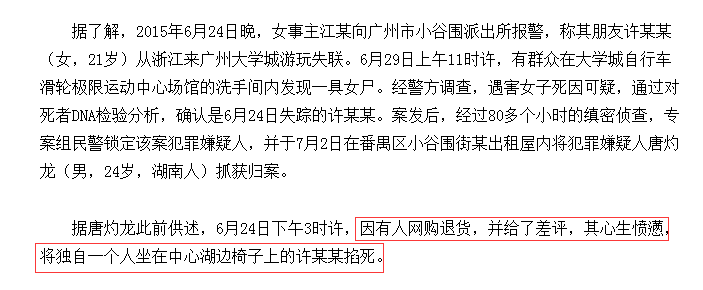 据了解，2015年6月24日晚，女事主江某向广州市小谷围派出所报警，称其朋友许某某
（女，21岁）从浙江来广州大学城游玩失联。6月29日上午11时许，有群众在大学城自行车
滑轮极限运动中心场馆的洗手间内发现一具女尸。经警方调查，遇害女子死因可疑，通过对
死者DNA检验分析，确认是6月24日失踪的许某某。案发后，经过80多个小时的缜密侦查，专
案组民警锁定该案犯罪嫌疑人，并于7月2日在番禺区小谷围街某出租屋内将犯罪嫌疑人唐灼
龙（男，24岁，湖南人）抓获归案。
据唐灼龙此前供述，6月24日下午3时许，因有人网购退货，并给了差评，其心生愤懑，
将独自一个人坐在中心湖边椅子上的许某某掐死。